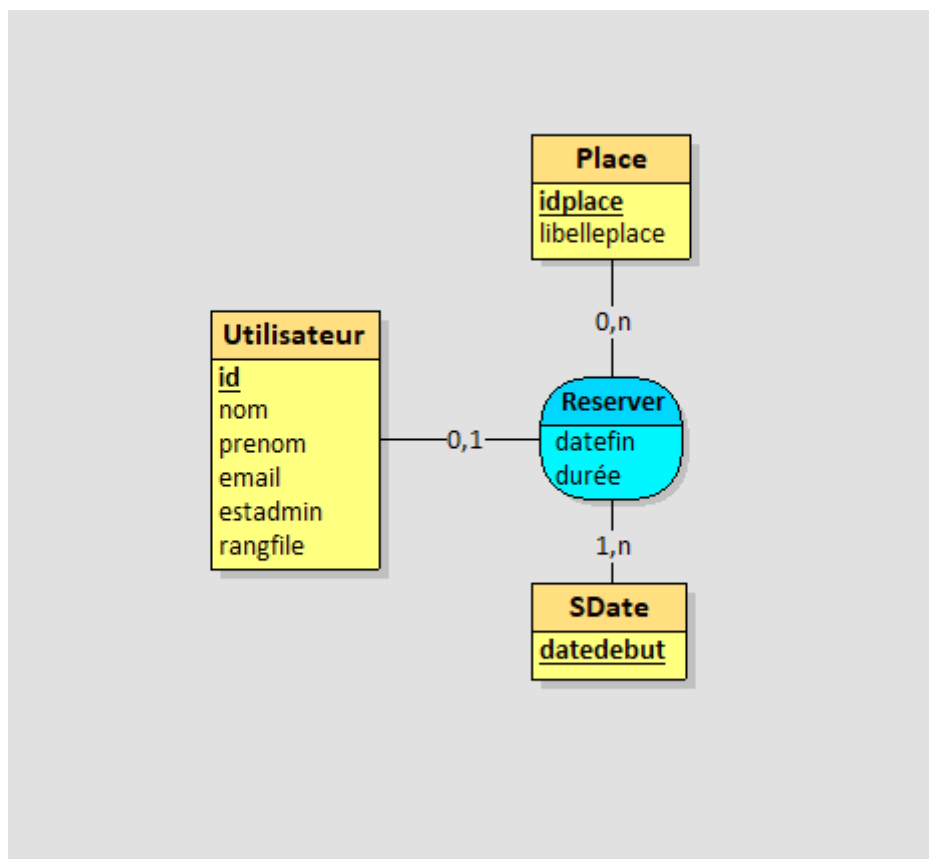 Place
idplace
libelleplace
0,n
Utilisateur
id
nom
prenom
email
estadmin
rangfile
0,1
Reserver
datefin
durée
1,n
SDate
datedebut